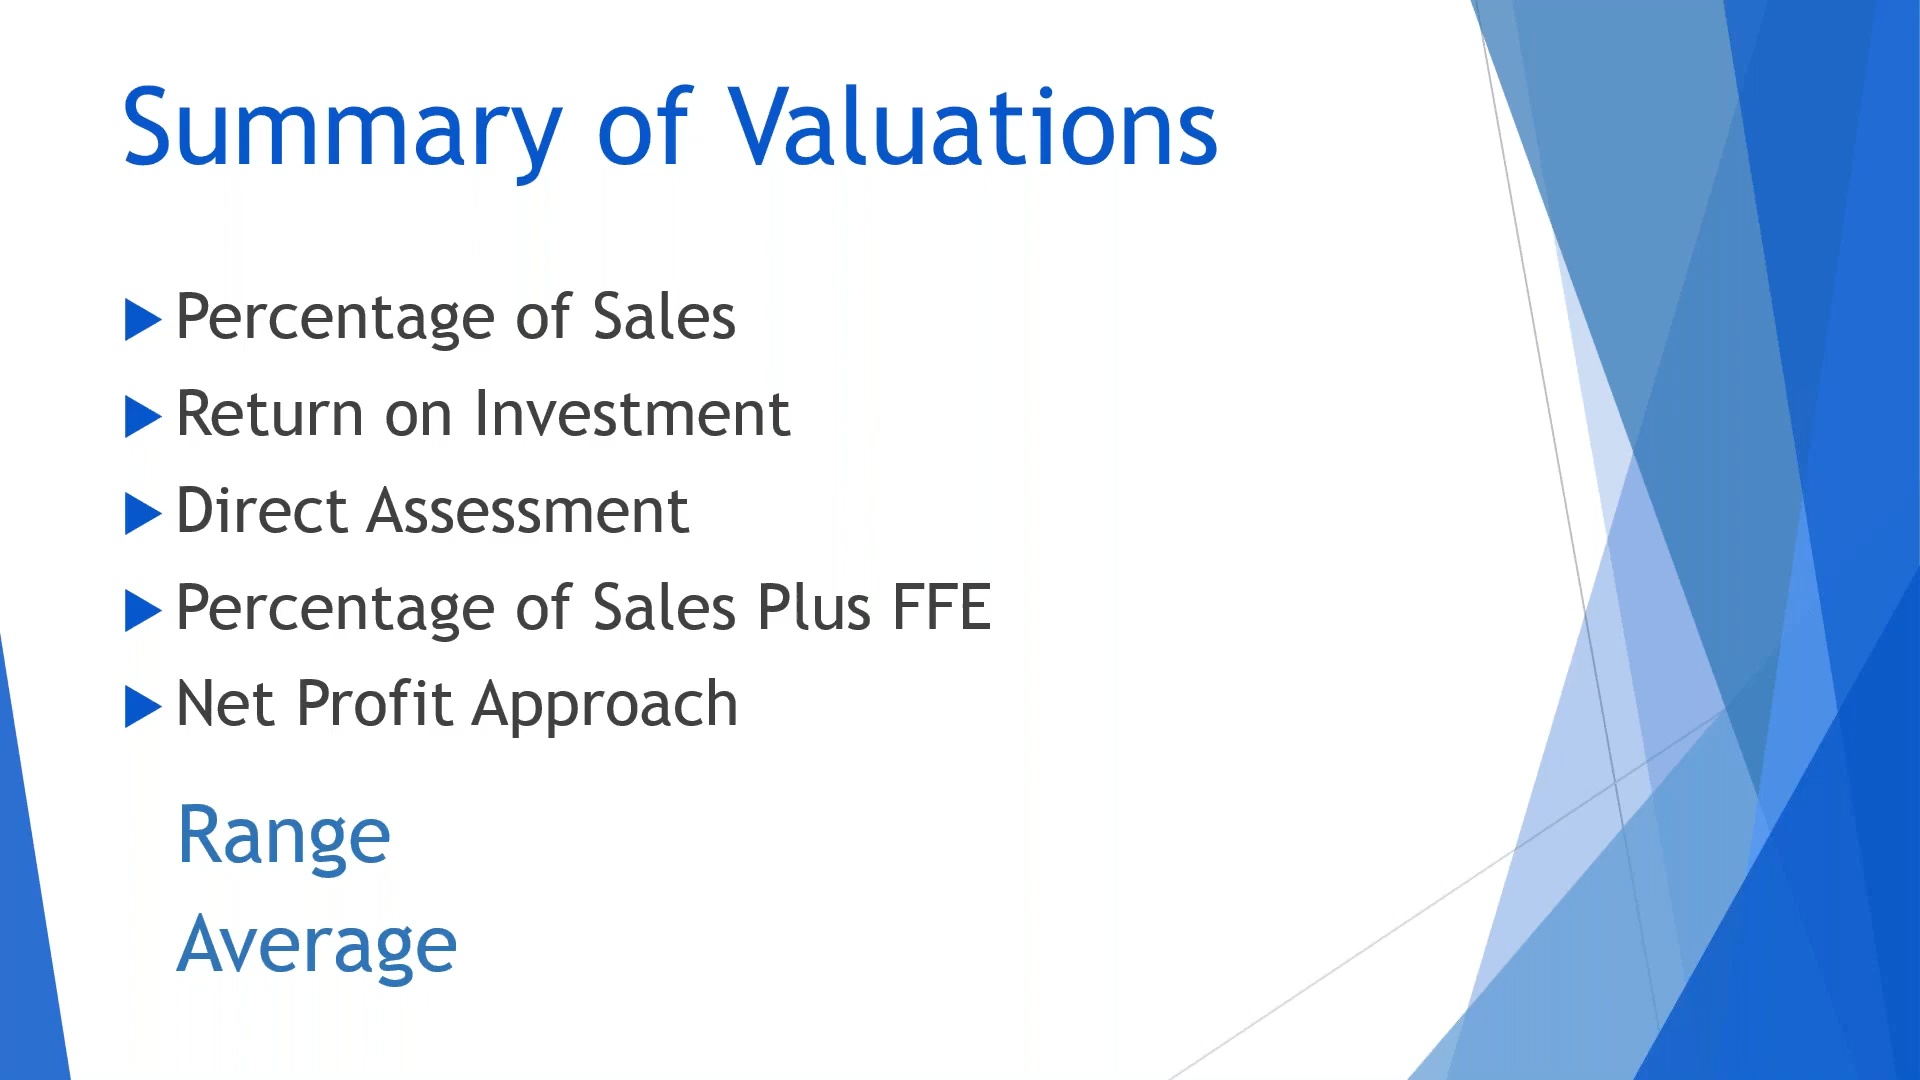 Summary of Valuations
Percentage of Sales
Return on Investment
Direct Assessment
Percentage of Sales Plus FFE
Net Profit Approach
Range
Average